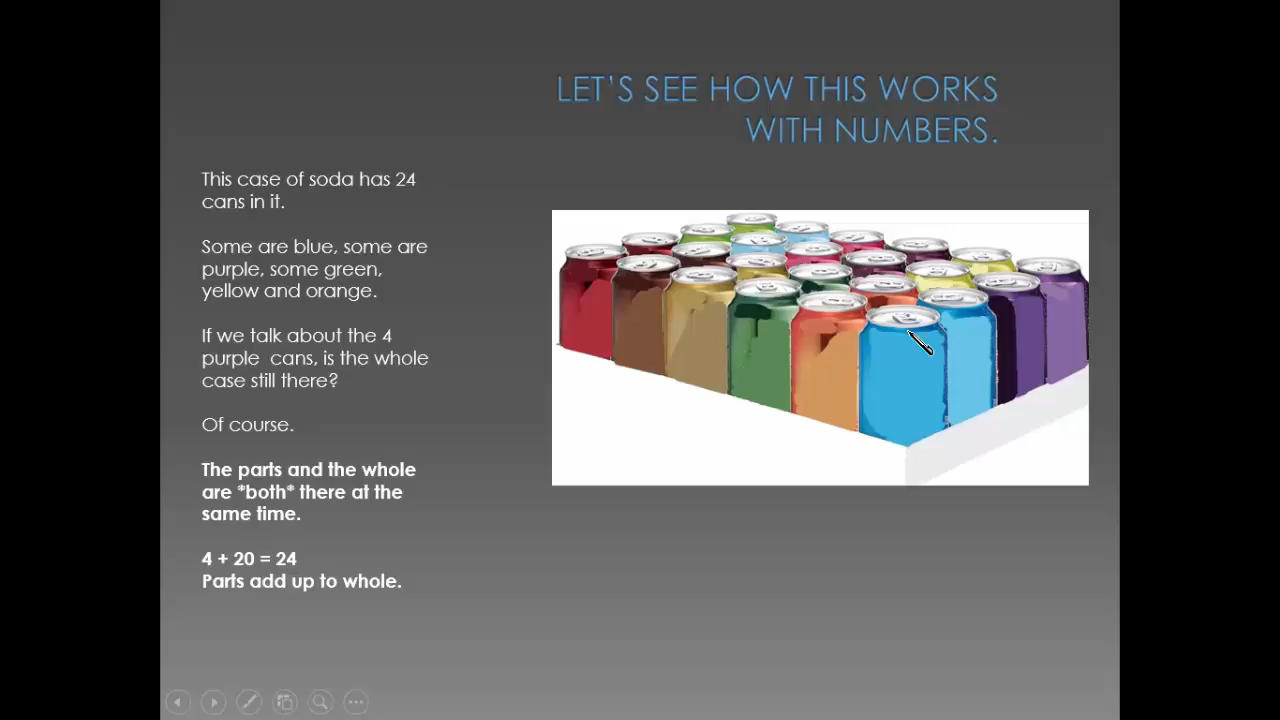 LET'S SEE HOW THIS WORKS
WITH NUMBERS.
This case of soda has 24
cans in it.
Some are blue, some are
purple, some green,
yellow and orange.
If we talk about the 4
purple  cans, is the whole
case still there?
Of course.
The parts and the whole
are *both* there at the
same time.
4 + 20 = 24
Parts add up to whole.